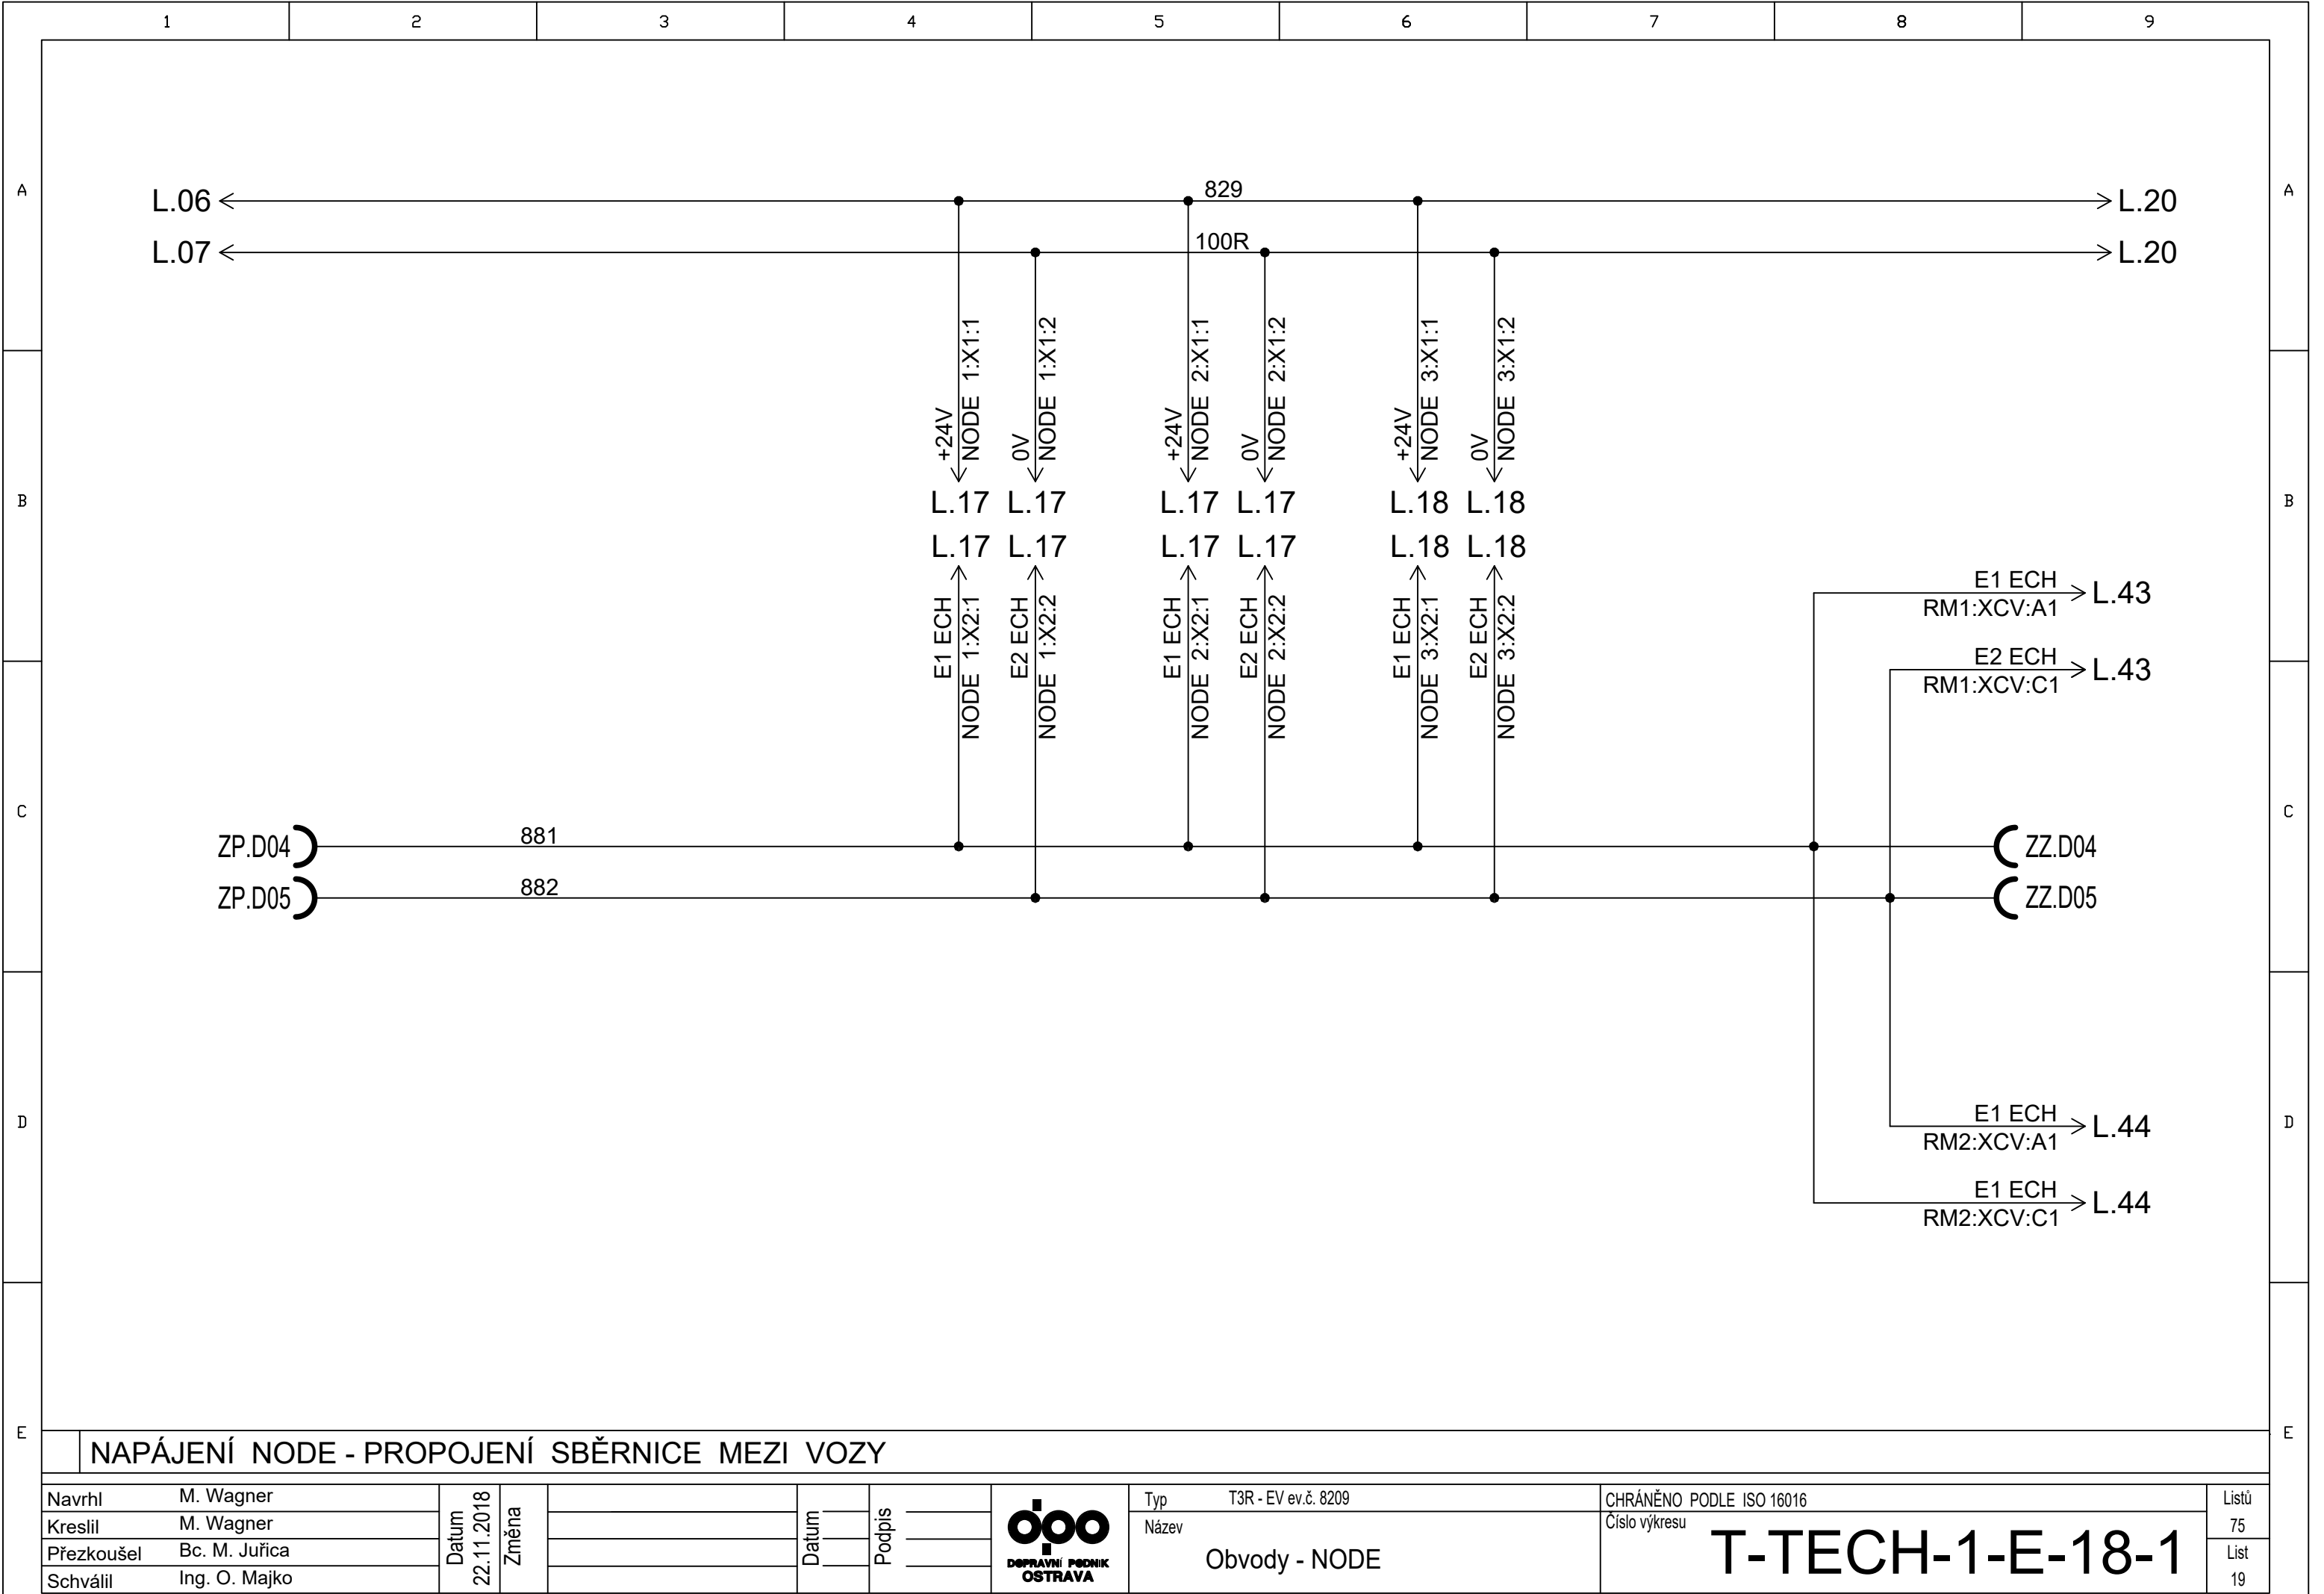 1 2 3 4 5 6 7 8 9
A A
L.06 829 L.20
L.07 100R L.20
+24V NODE 1:X1:1
0V NODE 1:X1:2
+24V NODE 2:X1:1
0V NODE 2:X1:2
+24V NODE 3:X1:1
0V NODE 3:X1:2
B B
L.17 L.17 L.17 L.17 L.18 L.18
L.17 L.17 L.17 L.17 L.18 L.18
E1 ECH NODE 1:X2:1
E2 ECH NODE 1:X2:2
E1 ECH NODE 2:X2:1
E2 ECH NODE 2:X2:2
E1 ECH NODE 3:X2:1
E2 ECH NODE 3:X2:2
E1 ECH
RM1:XCV:A1 L.43
E2 ECH
RM1:XCV:C1 L.43
C C
ZP.D04 881 ZZ.D04
ZP.D05 882 ZZ.D05
D D
E1 ECH
RM2:XCV:A1 L.44
E1 ECH
RM2:XCV:C1 L.44
E E
NAPÁJENÍ NODE - PROPOJENÍ SBĚRNICE MEZI VOZY
Navrhl M. Wagner
Kreslil M. Wagner
Přezkoušel Bc. M. Juřica
Schválil Ing. O. Majko
Datum 22.11.2018
Změna
Datum
Podpis
dpo
DOPRAVNÍ PODNIK
OSTRAVA
Typ T3R - EV ev.č. 8209
Název
Obvody - NODE
CHRÁNĚNO PODLE ISO 16016
Číslo výkresu
T-TECH-1-E-18-1
Listů
75
List
19